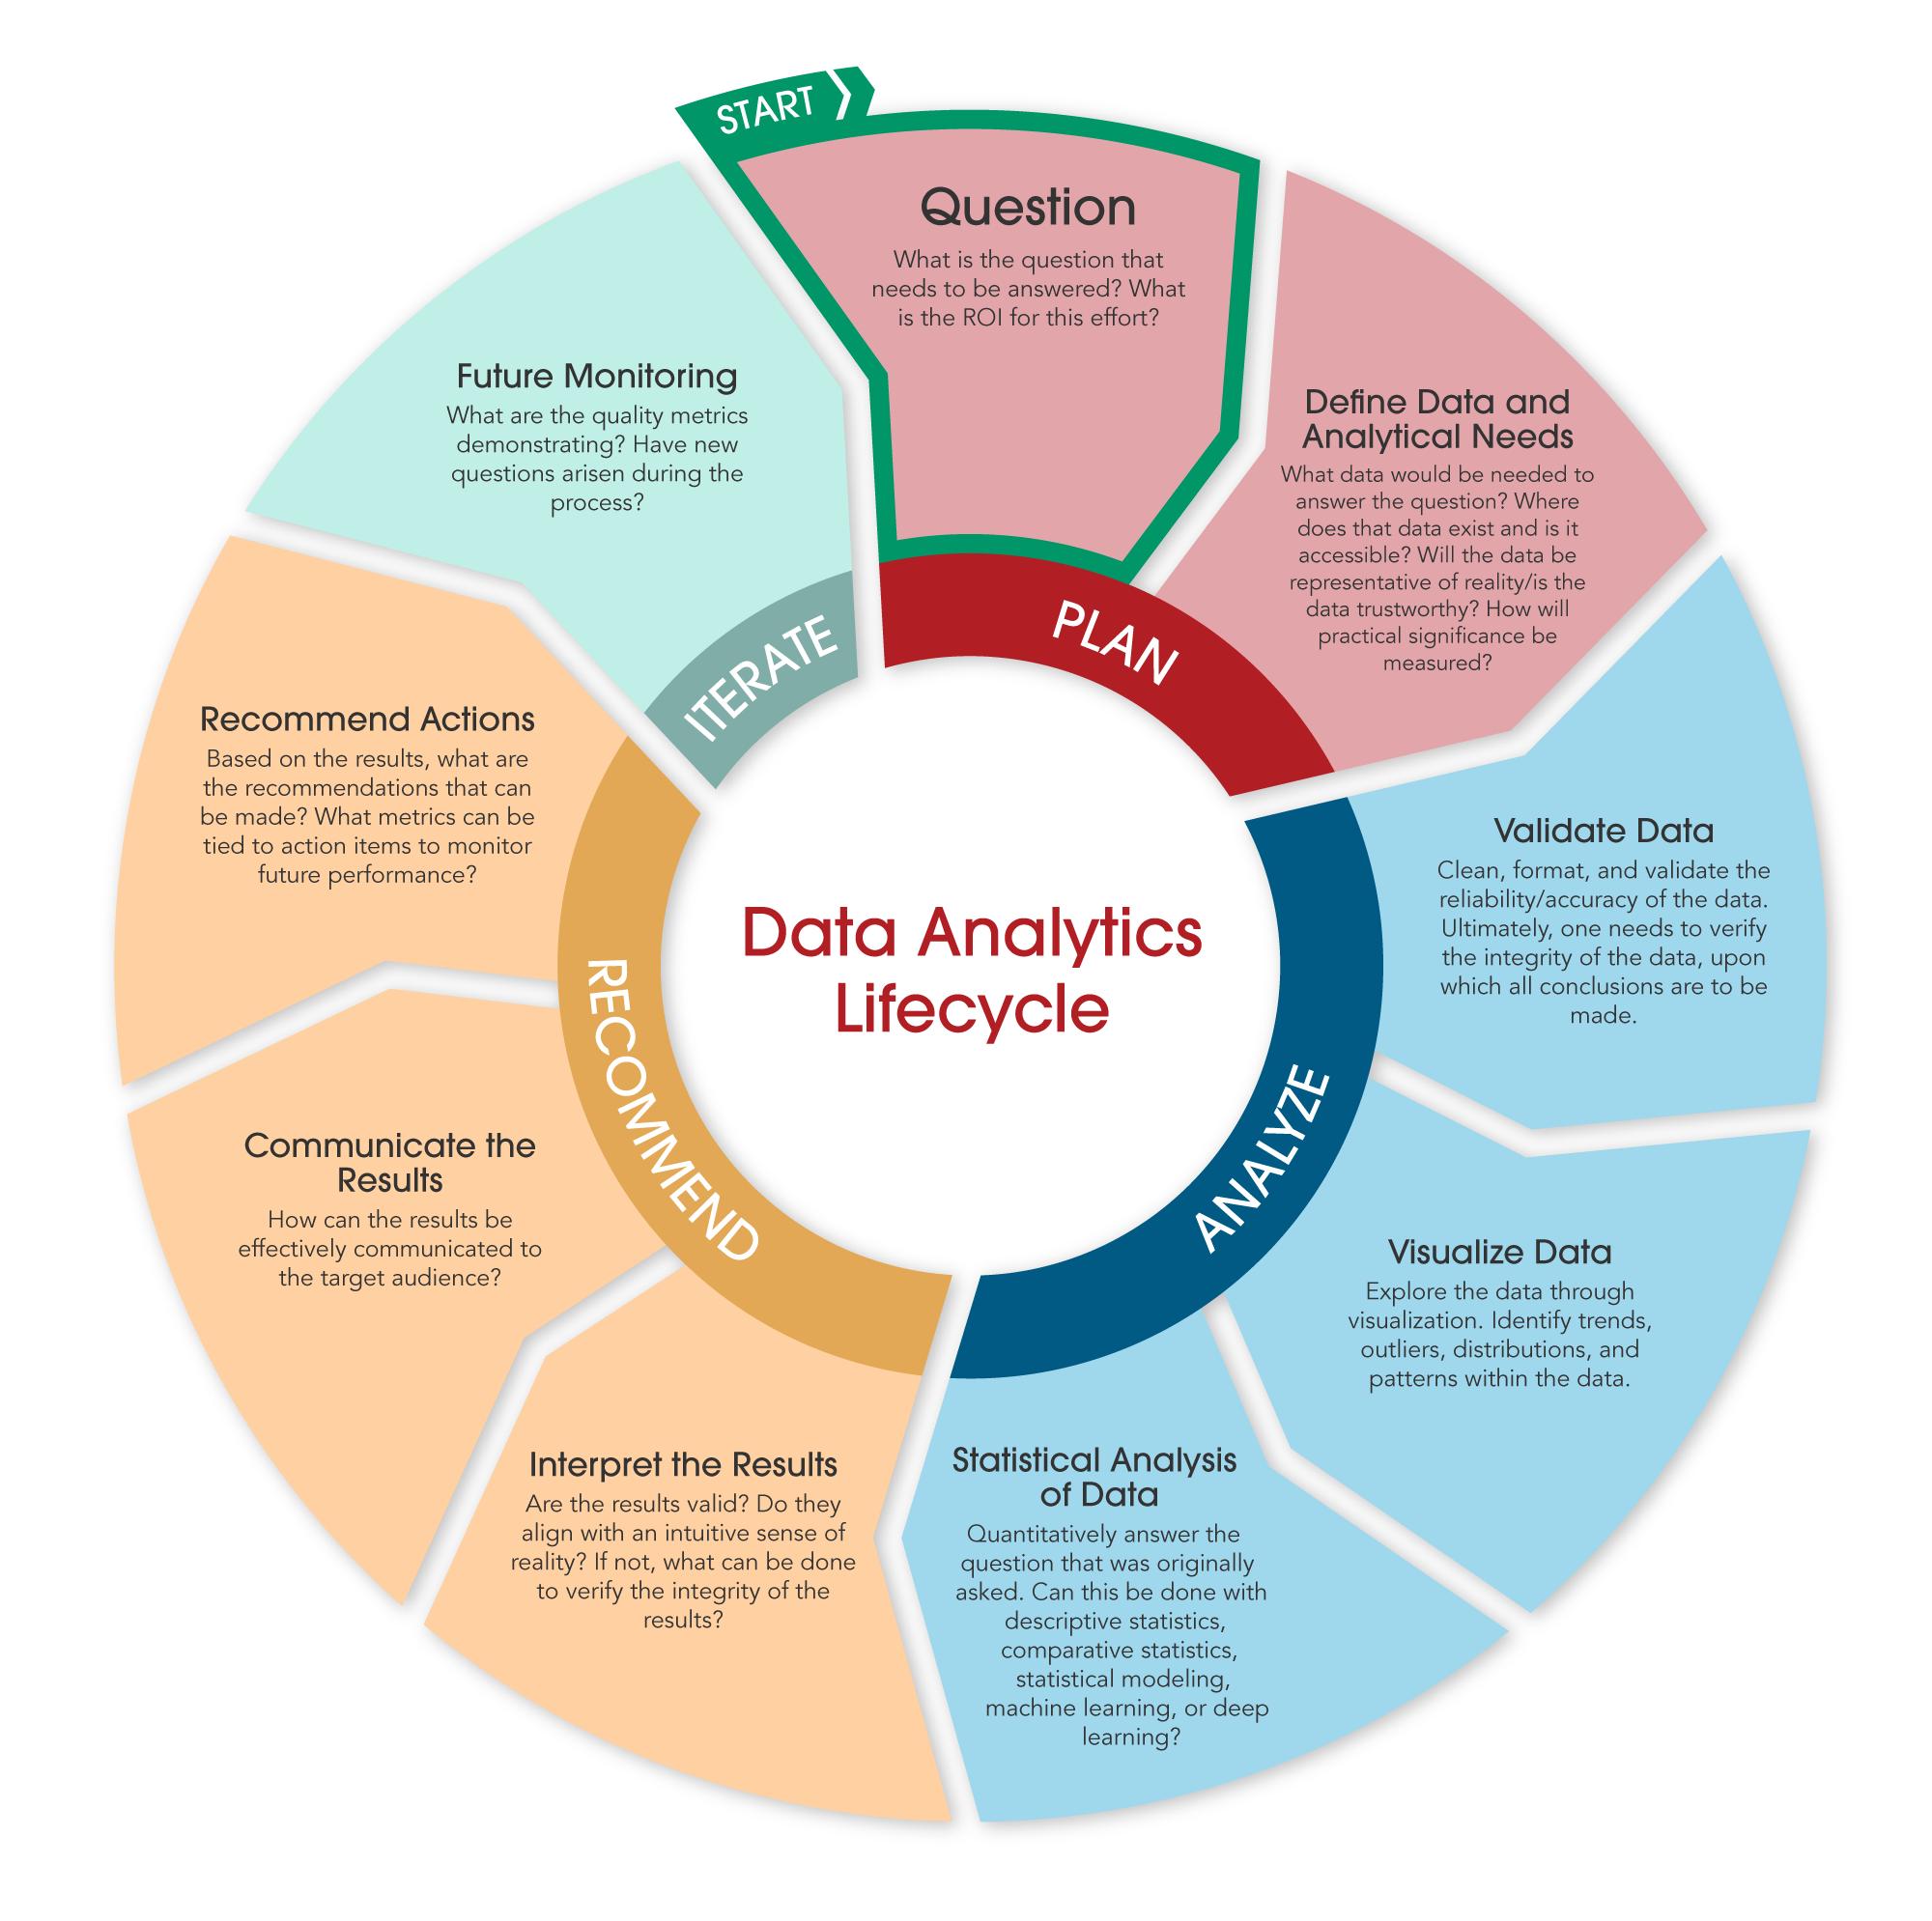 START
Question
What is the question that
needs to be answered? What
is the ROI for this effort?
Define Data and
Analytical Needs
What data would be needed to
answer the question? Where
does that data exist and is it
accessible? Will the data be
representative of reality/is the
data trustworthy? How will
practical significance be
measured?
Validate Data
Clean, format, and validate the
reliability/accuracy of the data.
Ultimately, one needs to verify
the integrity of the data, upon
which all conclusions are to be
made.
Visualize Data
Explore the data through
visualization. Identify trends,
outliers, distributions, and
patterns within the data.
Statistical Analysis
of Data
Quantitatively answer the
question that was originally
asked. Can this be done with
descriptive statistics,
comparative statistics,
statistical modeling,
machine learning, or deep
learning?
Interpret the Results
Are the results valid? Do they
align with an intuitive sense of
reality? If not, what can be done
to verify the integrity of the
results?
Communicate the
Results
How can the results be
effectively communicated to
the target audience?
Recommend Actions
Based on the results, what are
the recommendations that can
be made? What metrics can be
tied to action items to monitor
future performance?
Future Monitoring
What are the quality metrics
demonstrating? Have new
questions arisen during the
process?
PLAN
ANALYZE
RECOMMEND
ITERATE
Data Analytics
Lifecycle